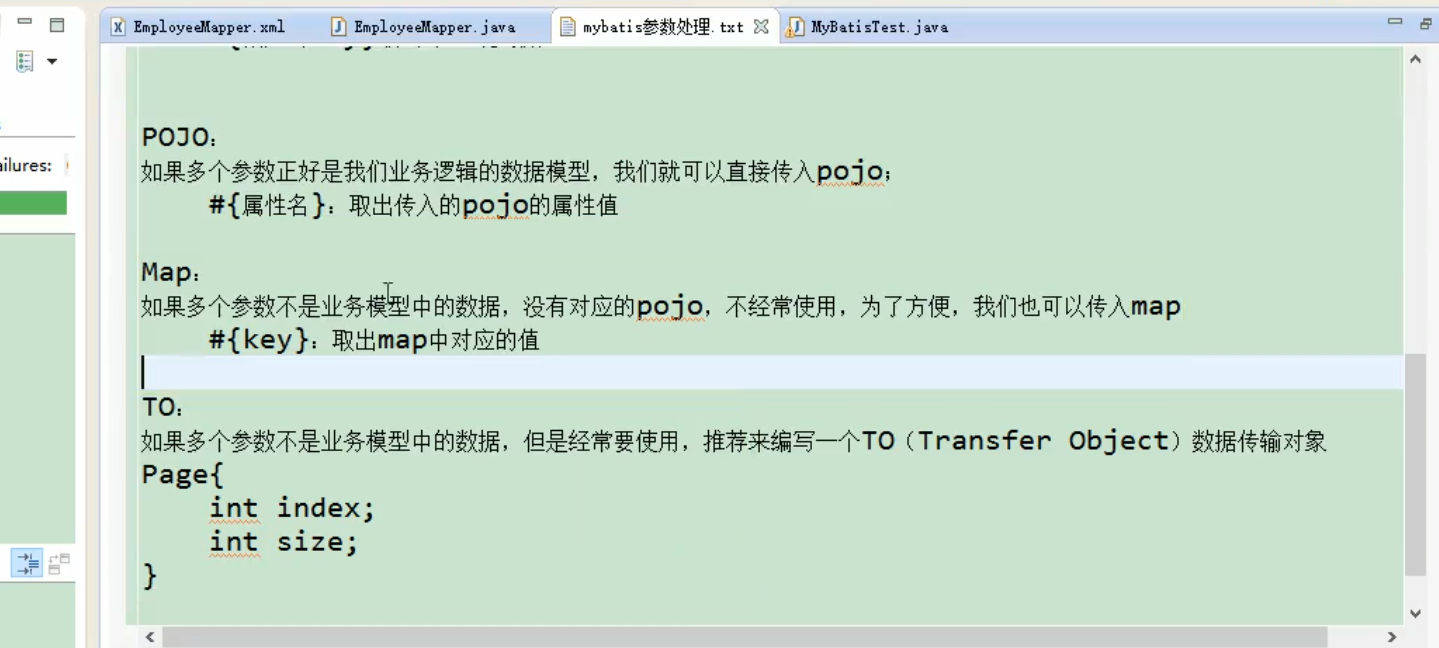 EmployeeMapper.xml EmployeeMapper.java mybatis参数处理.txt MyBatisTest.java
ailures:
POJO：
如果多个参数正好是我们业务逻辑的数据模型，我们就可以直接传入pojo；
#{属性名}：取出传入的pojo的属性值
Map：
如果多个参数不是业务模型中的数据，没有对应的pojo，不经常使用，为了方便，我们也可以传入map
#{key}：取出map中对应的值
TO：
如果多个参数不是业务模型中的数据，但是经常要使用，推荐来编写一个TO（Transfer Object）数据传输对象
Page{
int index;
int size;
}